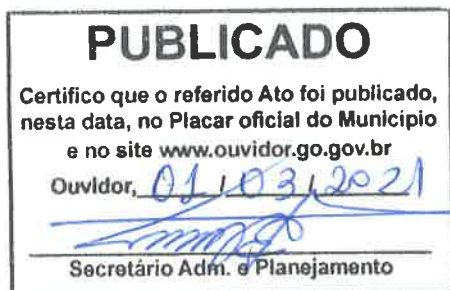 PUBLICADO
Certifico que o referido Ato foi publicado,
nesta data, no Placar oficial do Município
e no site www.ouvidor.go.gov.br
Ouvidor, 01 / 03 / 2021
Secretário Adm. e Planejamento